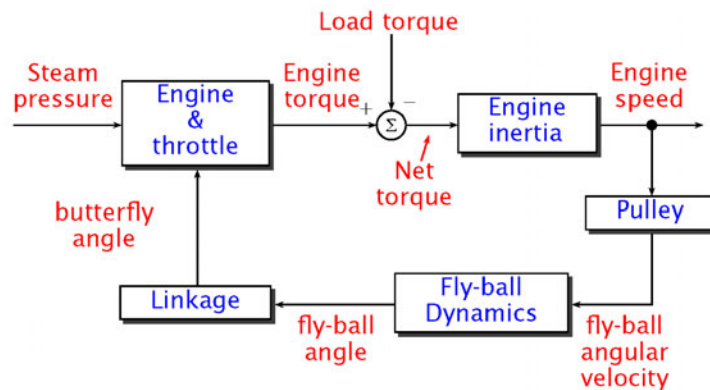 Load torque
Steam
pressure
Engine
&
throttle
Engine
torque
+
−
Σ
Engine
inertia
Engine
speed
Net
torque
butterfly
angle
Pulley
Linkage
Fly-ball
Dynamics
fly-ball
angle
fly-ball
angular
velocity